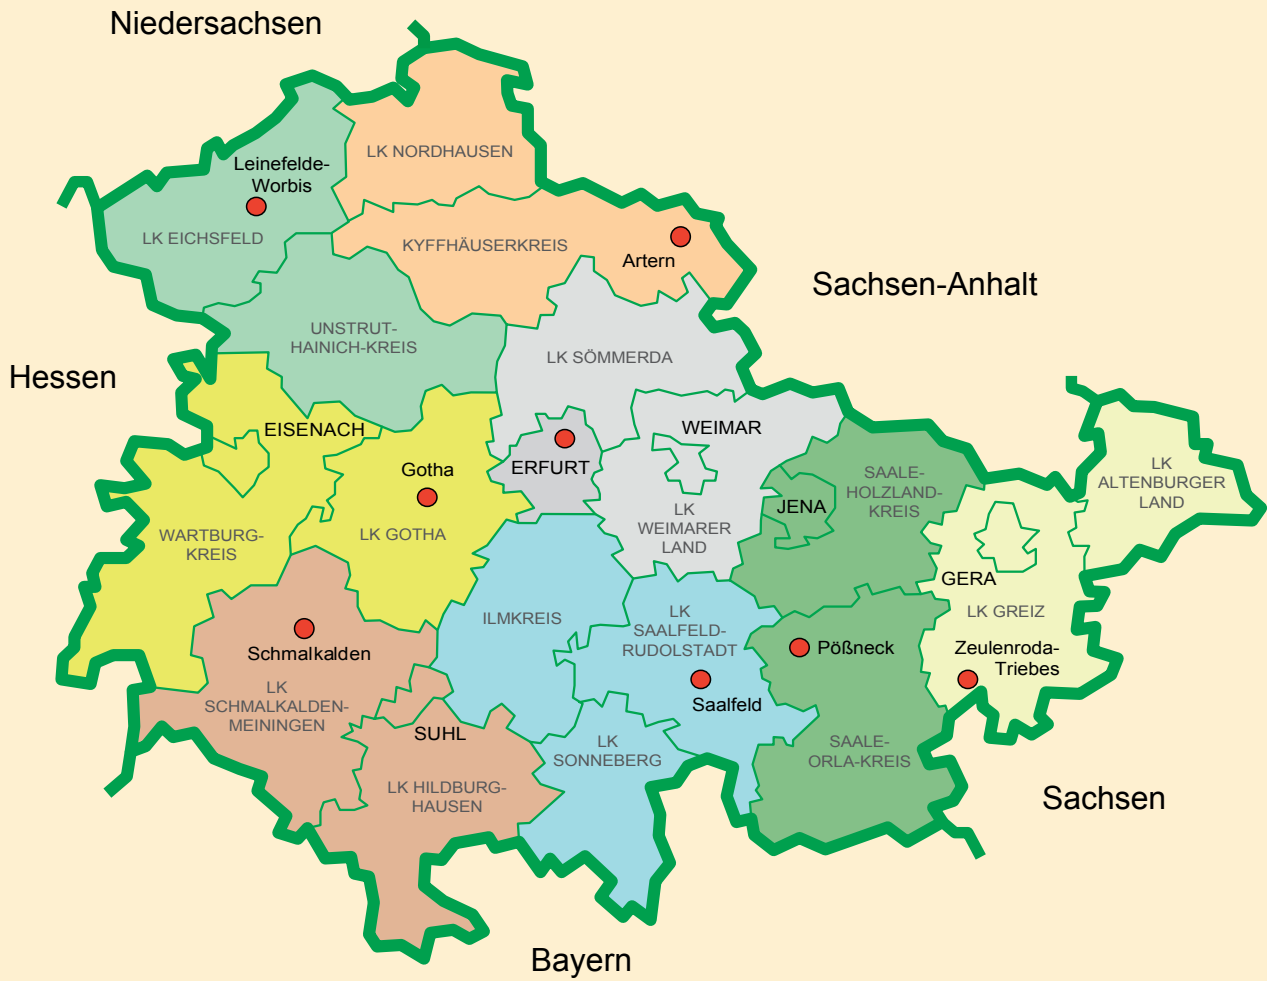 Niedersachsen
LK NORDHAUSEN
Leinefelde-
Worbis
LK EICHSFELD
KYFFHÄUSERKREIS
Artern
Sachsen-Anhalt
UNSTRUT-
HAINICH-KREIS
LK SÖMMERDA
Hessen
EISENACH
WEIMAR
Gotha
ERFURT
SAALE-
HOLZLAND-
KREIS
LK
ALTENBURGER
LAND
JENA
LK
WEIMARER
LAND
WARTBURG-
KREIS
LK GOTHA
GERA
LK GREIZ
ILMKREIS
LK
SAALFELD-
RUDOLSTADT
Schmalkalden
Pößneck
Zeulenroda-
Triebes
LK
SCHMALKALDEN-
MEININGEN
Saalfeld
SUHL
LK
SONNEBERG
SAALE-
ORLA-KREIS
LK HILDBURG-
HAUSEN
Sachsen
Bayern